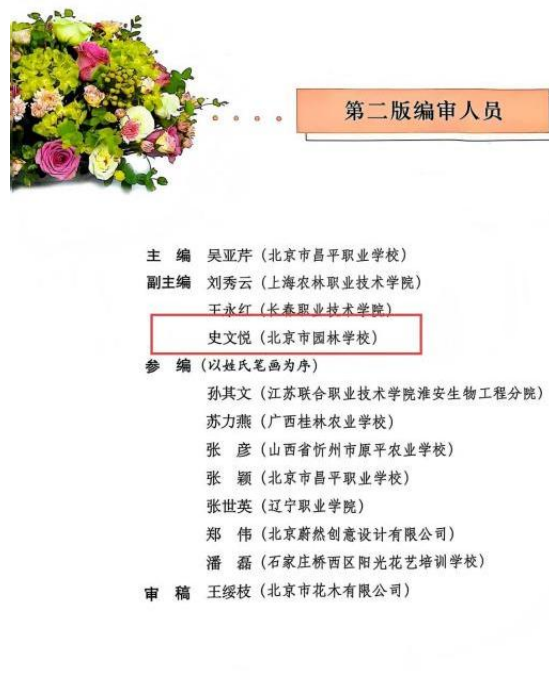 第二版编审人员
主 编 吴亚芹（北京市昌平职业学校）
副主编 刘秀云（上海农林职业技术学院）
王永红（长春职业技术学院）
史文悦（北京市园林学校）
参 编（以姓氏笔画为序）
孙其文（江苏联合职业技术学院淮安生物工程分院）
苏力燕（广西桂林农业学校）
张 彦（山西省忻州市原平农业学校）
张 颖（北京市昌平职业学校）
张世英（辽宁职业学院）
郑 伟（北京蔚然创意设计有限公司）
潘 磊（石家庄桥西区阳光花艺培训学校）
审 稿 王绥枝（北京市花木有限公司）